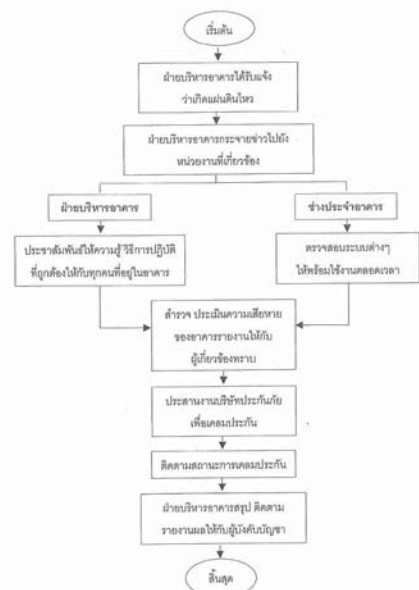 เริ่มต้น
ฝ่ายบริหารอาคารได้รับแจ้ง
ว่าเกิดแผ่นดินไหว
ฝ่ายบริหารอาคารกระจายข่าวไปยัง
หน่วยงานที่เกี่ยวข้อง
ฝ่ายบริหารอาคาร
ช่างประจำอาคาร
ประชาสัมพันธ์ให้ความรู้ วิธีการปฏิบัติ
ที่ถูกต้องให้กับทุกคนที่อยู่ในอาคาร
ตรวจสอบระบบต่างๆ
ให้พร้อมใช้งานตลอดเวลา
สำรวจ ประเมินความเสียหาย
ของอาคารรายงานให้กับ
ผู้เกี่ยวข้องทราบ
ประสานงานบริษัทประกันภัย
เพื่อเคลมประกัน
ติดตามสถานะการเคลมประกัน
ฝ่ายบริหารอาคารสรุป ติดตาม
รายงานผลให้กับผู้บังคับบัญชา
สิ้นสุด